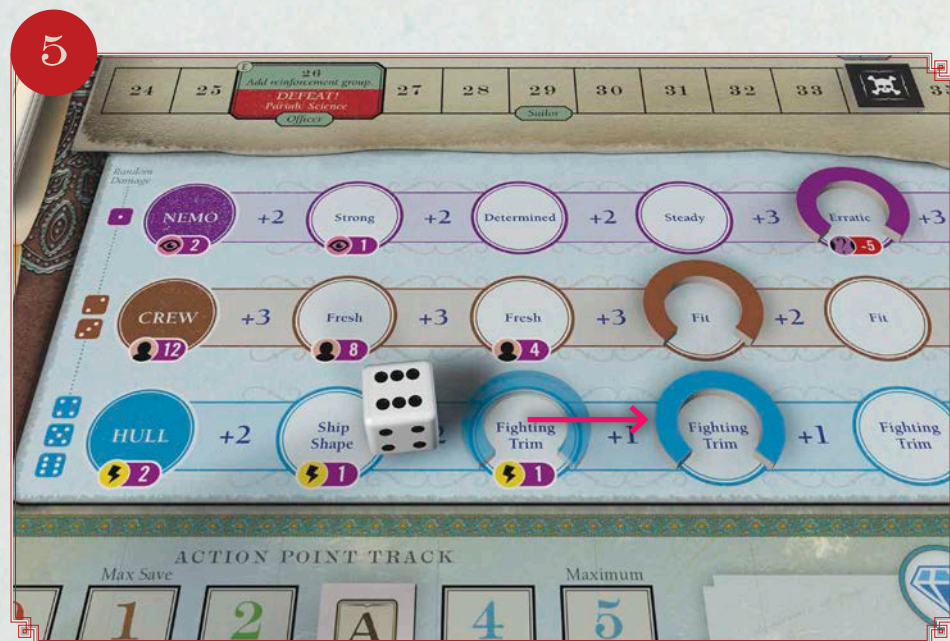 5
24 25 E 26 27 28 29 30 31 32 33
Add reinforcement group.
DEFEAT!
Pariah: Science
Officer
Sailor
Random
Damage
NEMO +2 Strong +2 Determined +2 Steady +3 Erratic +3
2 1 ? -5
CREW +3 Fresh +3 Fresh +3 Fit +2 Fit
12 8 4
HULL +2 Ship Shape Fighting Trim +1 Fighting Trim +1 Fighting Trim
2 1 1
ACTION POINT TRACK
Max Save Maximum
1 2 A 4 5